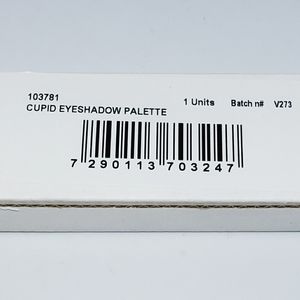 103781 1 Units Batch n# V273
CUPID EYESHADOW PALETTE
7 290113 703247